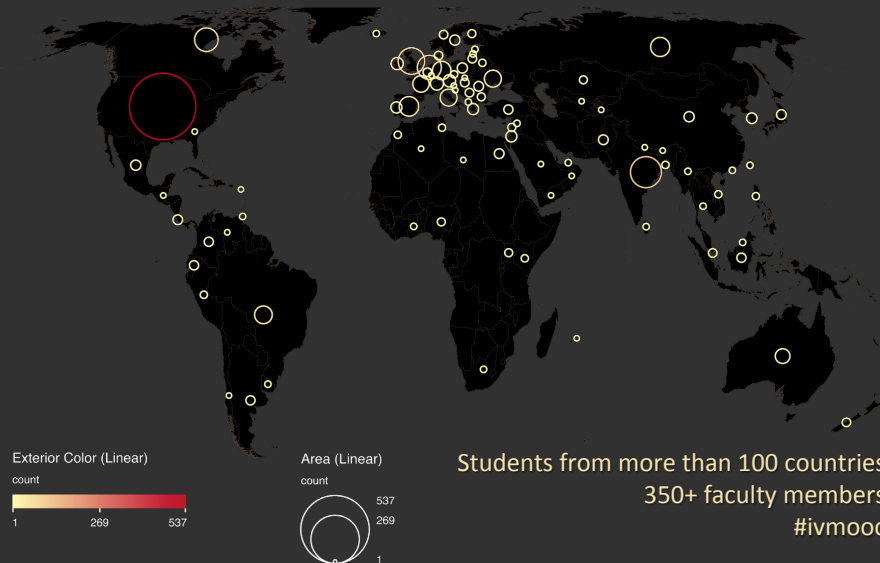 Exterior Color (Linear)
count
1 269 537
Area (Linear)
count
537
269
1
Students from more than 100 countries
350+ faculty members
#ivmooc